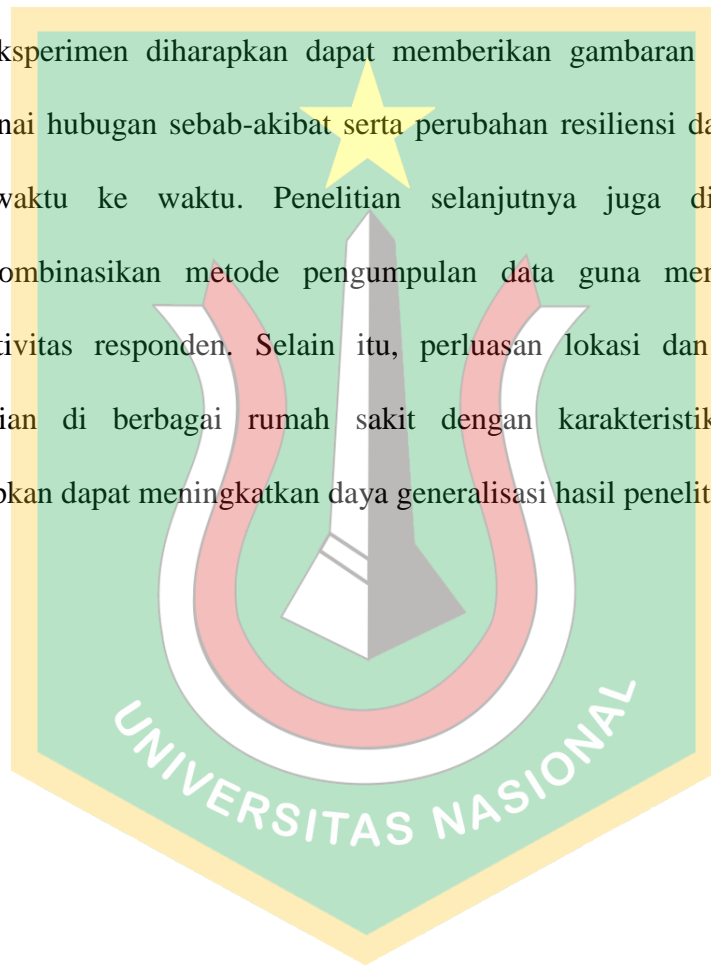 ksperimen diharapkan dapat memberikan gambaran
nai hubugan sebab-akibat serta perubahan resiliensi da
waktu ke waktu. Penelitian selanjutnya juga di
ombinasikan metode pengumpulan data guna mer
tivitas responden. Selain itu, perluasan lokasi dan
ian di berbagai rumah sakit dengan karakteristik
pkan dapat meningkatkan daya generalisasi hasil penelit
UNIVERSITAS NASIONAL